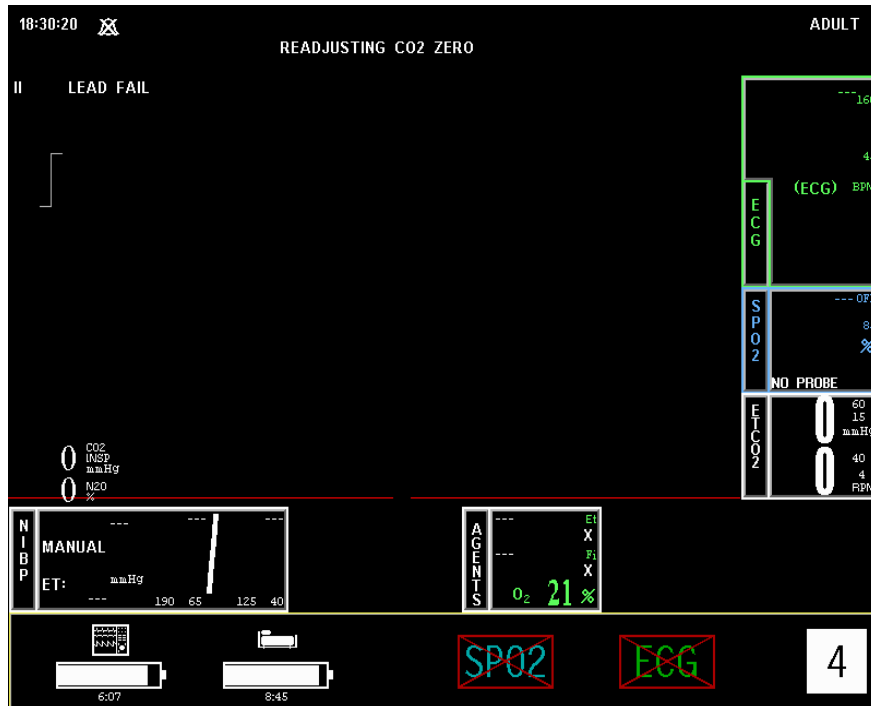 18:30:20
ADULT
READJUSTING CO2 ZERO
II LEAD FAIL
---
(ECG) BPM
ECG
SPO2
---
%
NO PROBE
ETCO2
0 60
15
mmHg
0 40
4
RPM
0 CO2
INSP
mmHg
0 N2O
%
NIBP
--- --- ---
MANUAL
ET: mmHg
---
190 65 125 40
AGENTS
--- Et
X
--- Fi
X
O2 21 %
6:07
8:45
SPO2
ECG
4